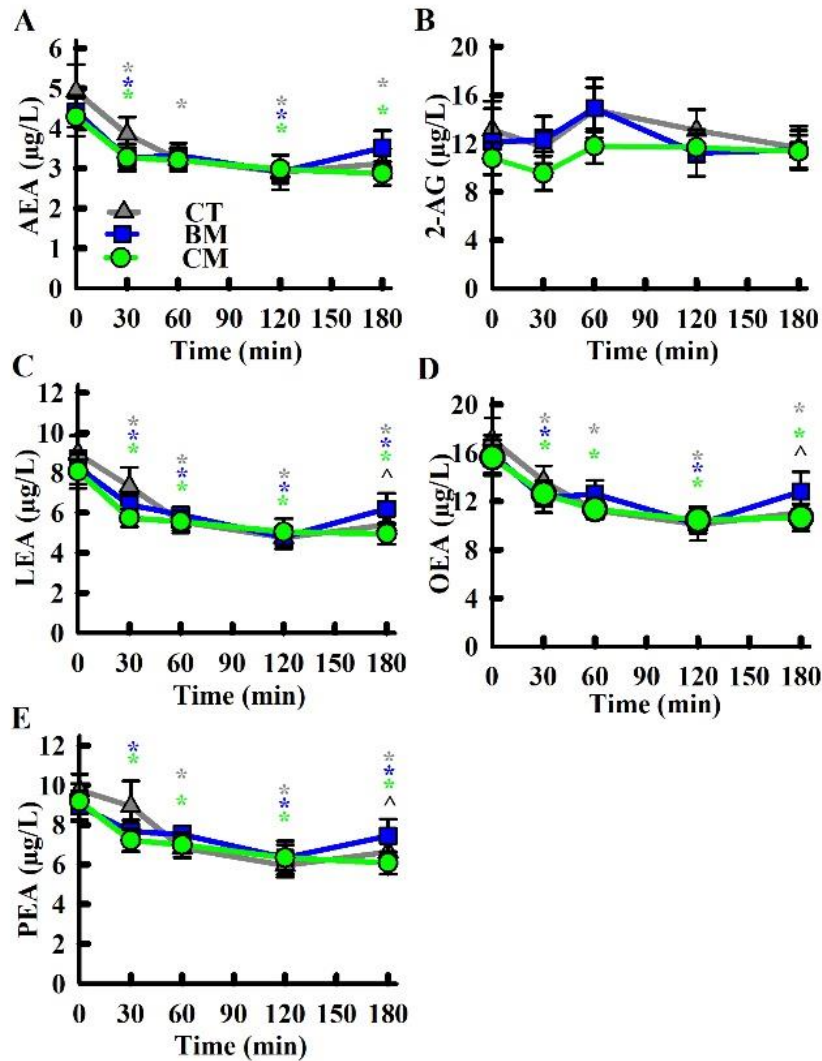 A
AEA (µg/L)
6
5
4
3
2
1
0
* * *
*
* * *
* *
CT
BM
CM
0 30 60 90 120 150 180
Time (min)
B
2-AG (µg/L)
20
16
12
8
4
0
0 30 60 90 120 150 180
Time (min)
C
LEA (µg/L)
12
10
8
6
4
2
0
* * *
* * *
* * *
* * * ^
0 30 60 90 120 150 180
Time (min)
D
OEA (µg/L)
20
16
12
8
4
0
* * *
* *
* * *
* * ^
0 30 60 90 120 150 180
Time (min)
E
PEA (µg/L)
12
10
8
6
4
2
0
* *
* *
* * *
* * * ^
0 30 60 90 120 150 180
Time (min)